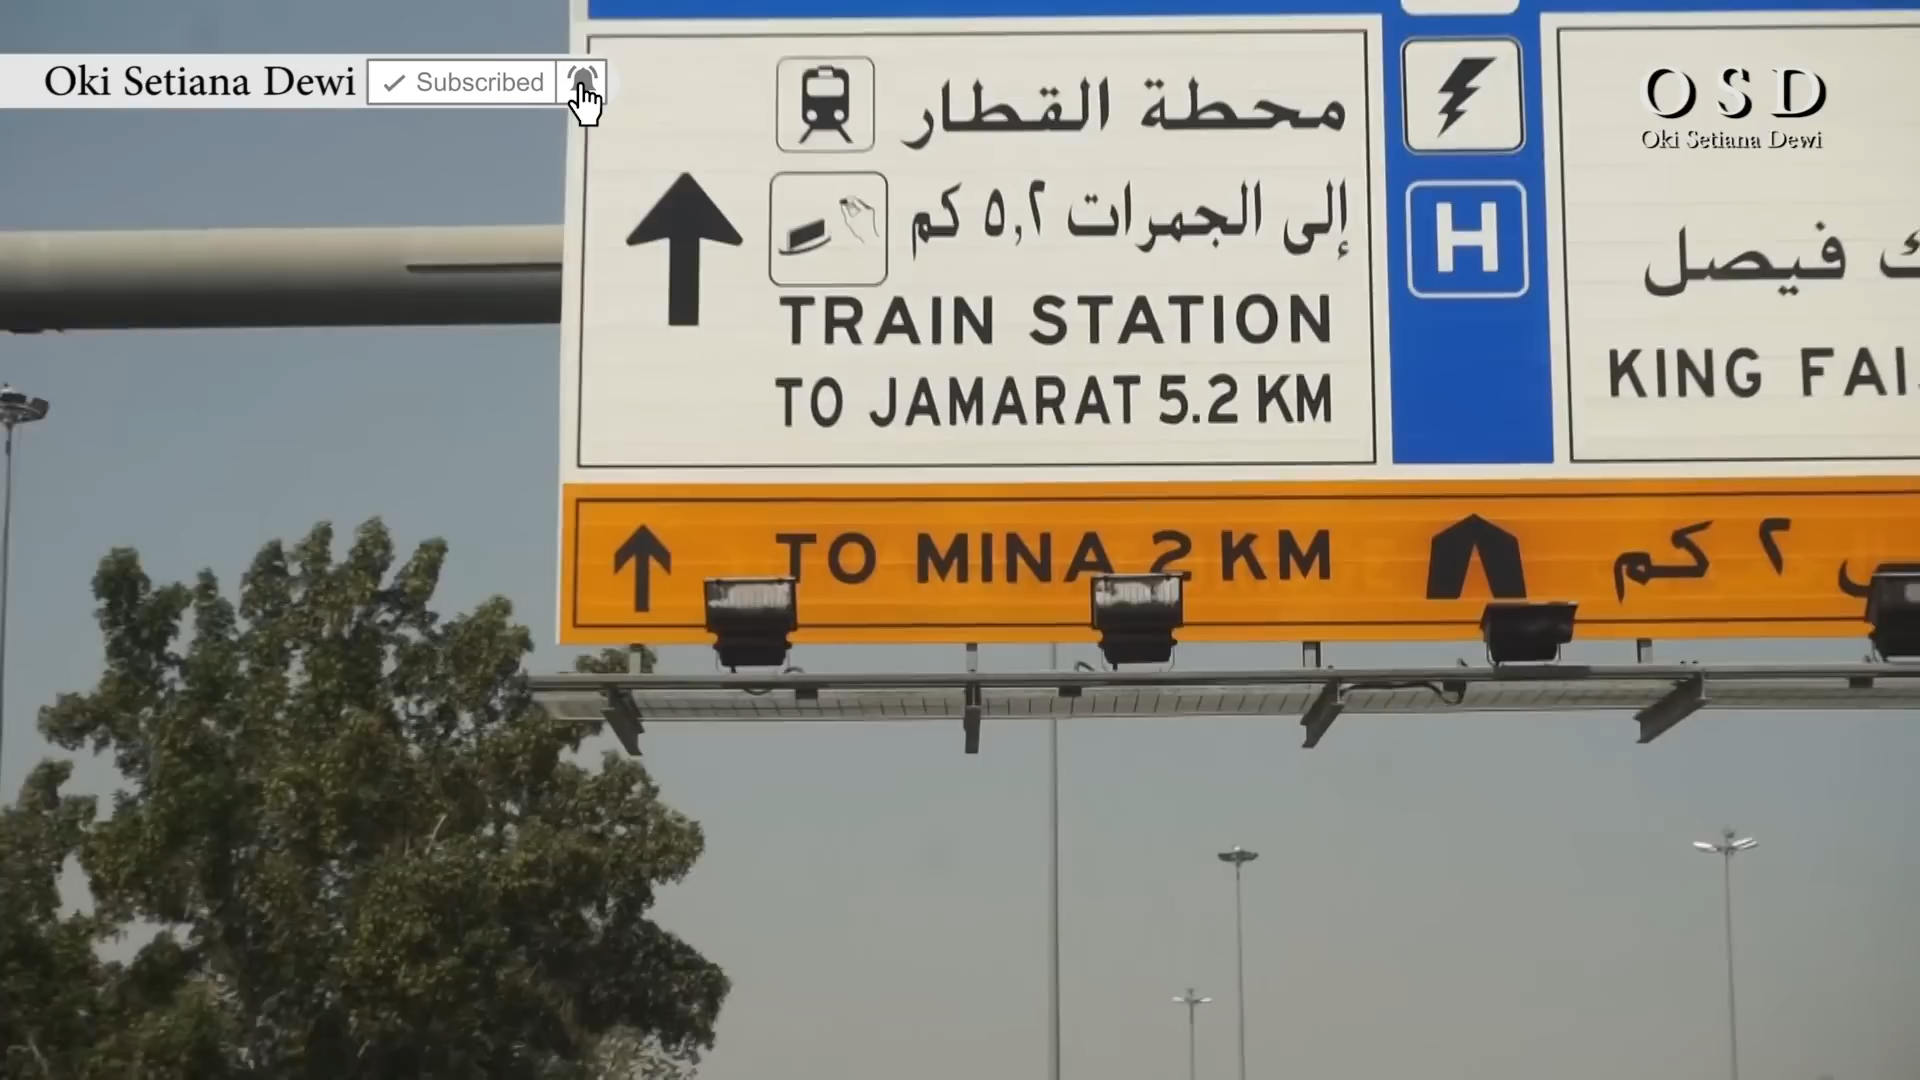 Oki Setiana Dewi
Subscribed
OSD
Oki Setiana Dewi
محطة القطار
إلى الجمرات ٥,٢ كم
TRAIN STATION
TO JAMARAT 5.2 KM
H
فيصل
KING
TO MINA 2 KM
٢ كم